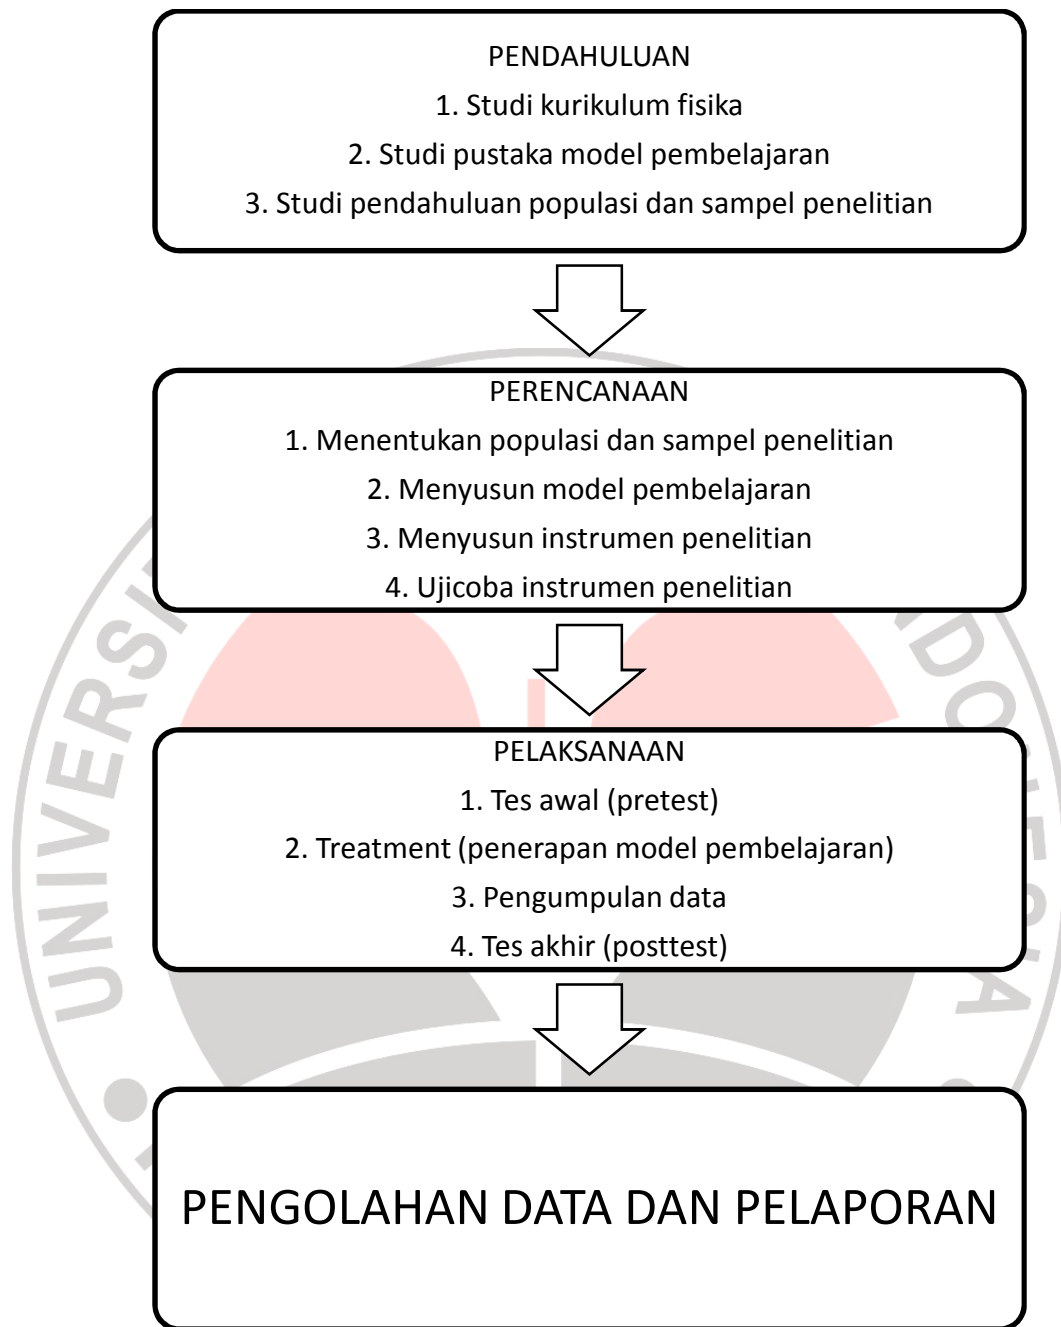 PENDAHULUAN
1. Studi kurikulum fisika
2. Studi pustaka model pembelajaran
3. Studi pendahuluan populasi dan sampel penelitian
PERENCANAAN
1. Menentukan populasi dan sampel penelitian
2. Menyusun model pembelajaran
3. Menyusun instrumen penelitian
4. Ujicoba instrumen penelitian
PELAKSANAAN
1. Tes awal (pretest)
2. Treatment (penerapan model pembelajaran)
3. Pengumpulan data
4. Tes akhir (posttest)
PENGOLAHAN DATA DAN PELAPORAN